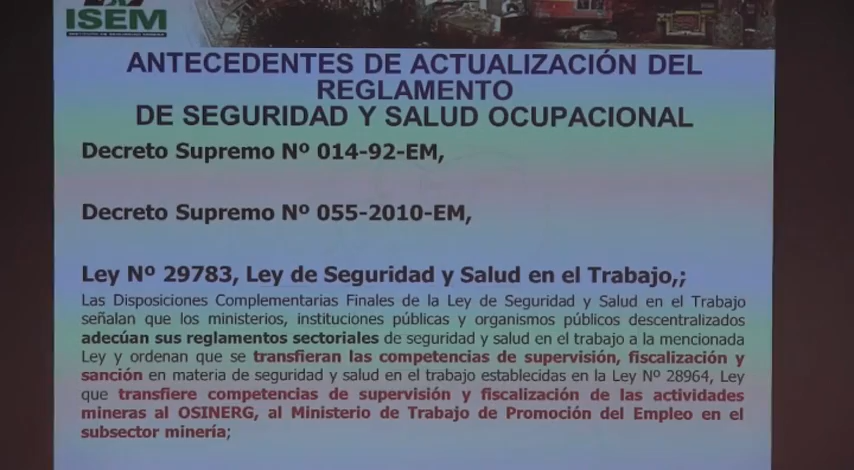 ISEM
ANTECEDENTES DE ACTUALIZACIÓN DEL
REGLAMENTO
DE SEGURIDAD Y SALUD OCUPACIONAL
Decreto Supremo Nº 014-92-EM,
Decreto Supremo Nº 055-2010-EM,
Ley Nº 29783, Ley de Seguridad y Salud en el Trabajo,;
Las Disposiciones Complementarias Finales de la Ley de Seguridad y Salud en el Trabajo
señalan que los ministerios, instituciones públicas y organismos públicos descentralizados
adecúan sus reglamentos sectoriales de seguridad y salud en el trabajo a la mencionada
Ley y ordenan que se transfieran las competencias de supervisión, fiscalización y
sanción en materia de seguridad y salud en el trabajo establecidas en la Ley Nº 28964, Ley
que transfiere competencias de supervisión y fiscalización de las actividades
mineras al OSINERG, al Ministerio de Trabajo de Promoción del Empleo en el
subsector minería;